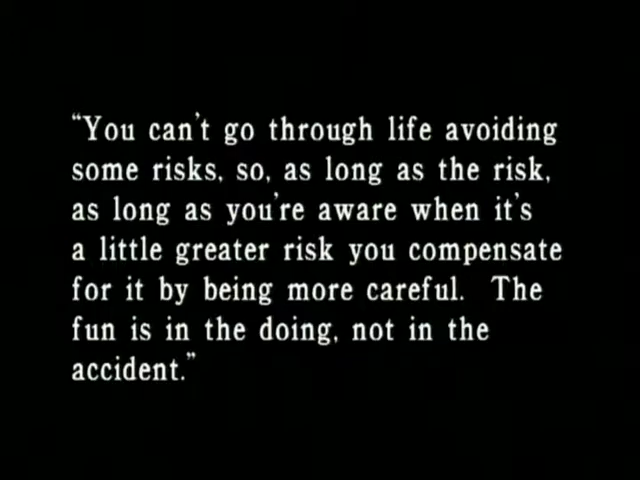 “You can't go through life avoiding
some risks, so, as long as the risk,
as long as you're aware when it's
a little greater risk you compensate
for it by being more careful.  The
fun is in the doing, not in the
accident.”